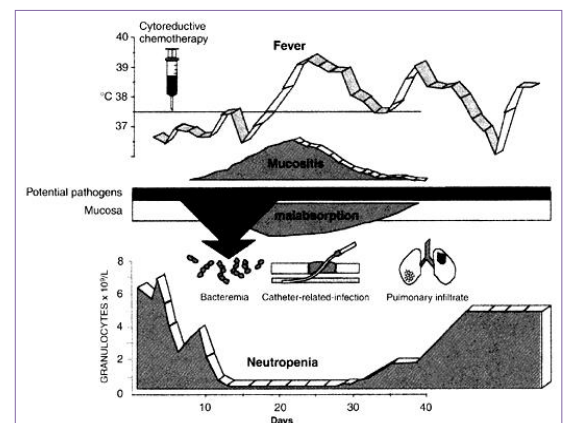 Cytoreductive
chemotherapy
Fever
40
39
°C 38
37
Mucositis
Potential pathogens
Mucosa
malabsorption
Bacteremia Catheter-related-infection Pulmonary infiltrate
GRANULOCYTES x 10⁹/L
8
6
4
2
0
Neutropenia
10 20 30 40
Days